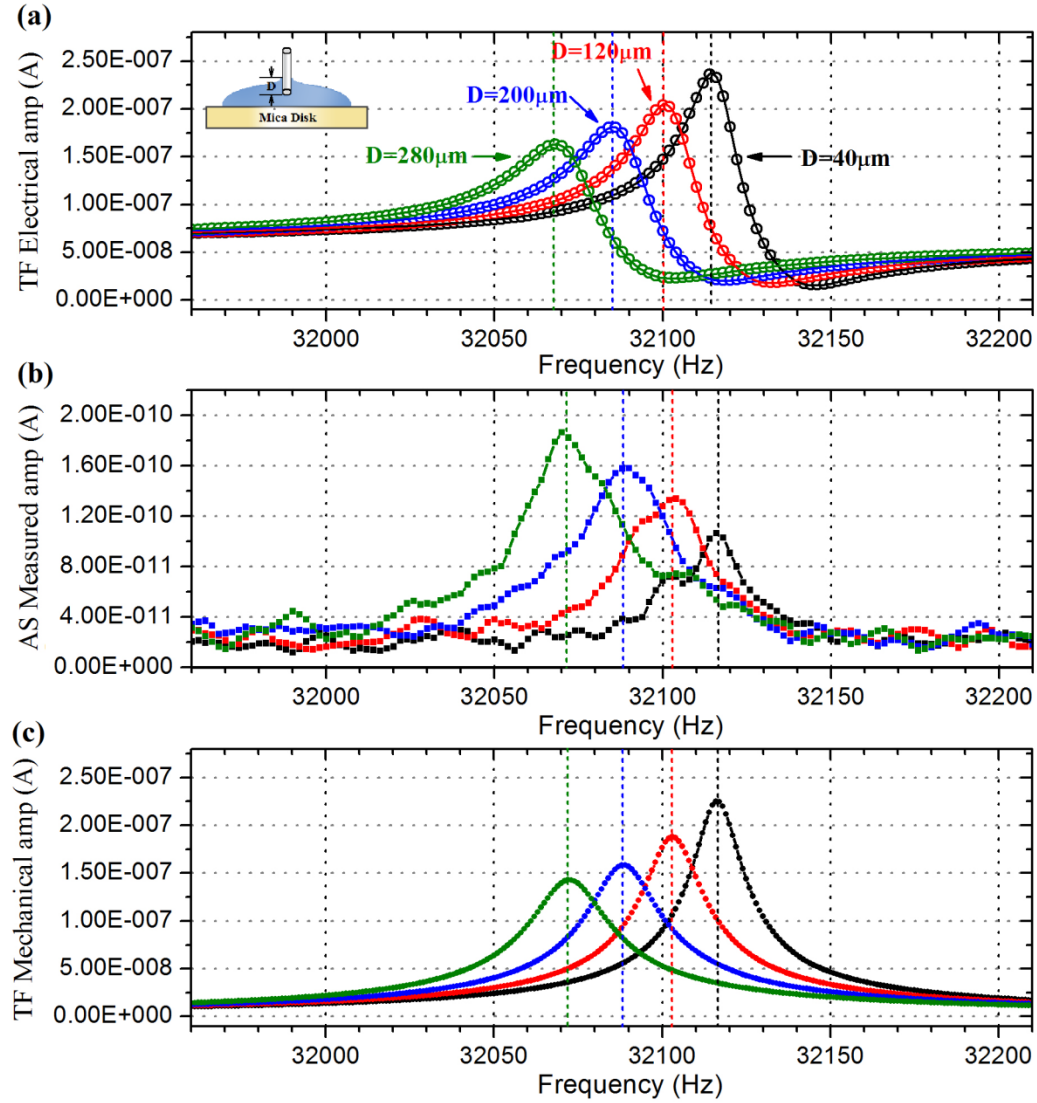 (a)
TF Electrical amp (A)
2.50E-007
2.00E-007
1.50E-007
1.00E-007
5.00E-008
0.00E+000
D
Mica Disk
D=280μm
D=200μm
D=120μm
D=40μm
32000
32050
32100
32150
32200
Frequency (Hz)
(b)
AS Measured amp (A)
2.00E-010
1.60E-010
1.20E-010
8.00E-011
4.00E-011
0.00E+000
32000
32050
32100
32150
32200
Frequency (Hz)
(c)
TF Mechanical amp (A)
2.50E-007
2.00E-007
1.50E-007
1.00E-007
5.00E-008
0.00E+000
32000
32050
32100
32150
32200
Frequency (Hz)